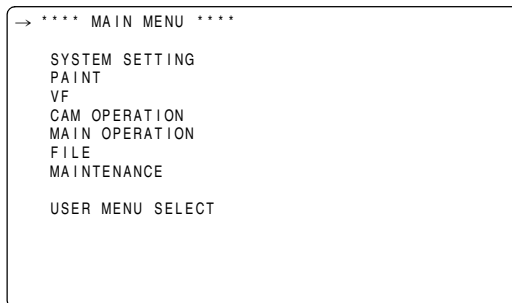 → **** MAIN MENU ****
SYSTEM SETTING
PAINT
VF
CAM OPERATION
MAIN OPERATION
FILE
MAINTENANCE
USER MENU SELECT